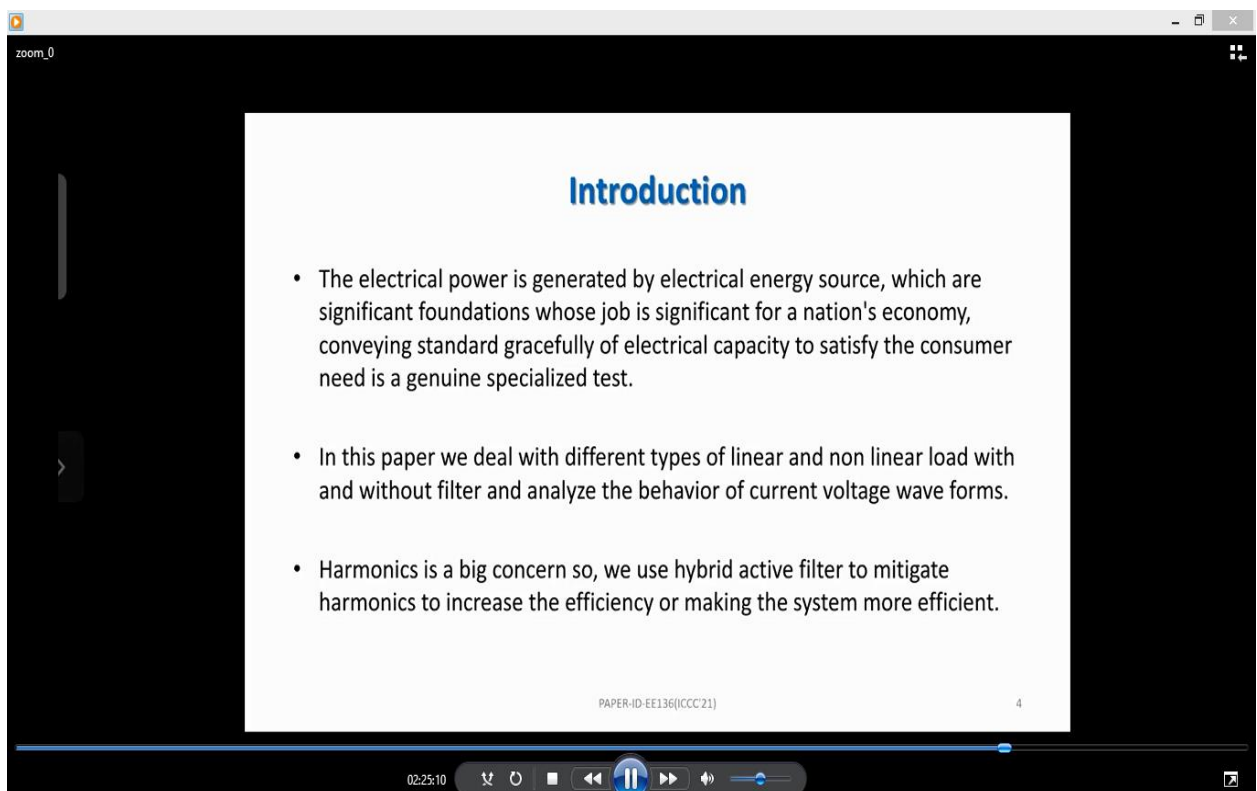 zoom_0
Introduction
• The electrical power is generated by electrical energy source, which are
significant foundations whose job is significant for a nation's economy,
conveying standard gracefully of electrical capacity to satisfy the consumer
need is a genuine specialized test.
• In this paper we deal with different types of linear and non linear load with
and without filter and analyze the behavior of current voltage wave forms.
• Harmonics is a big concern so, we use hybrid active filter to mitigate
harmonics to increase the efficiency or making the system more efficient.
PAPER-ID-EE136(ICCC'21)
4
02:25:10